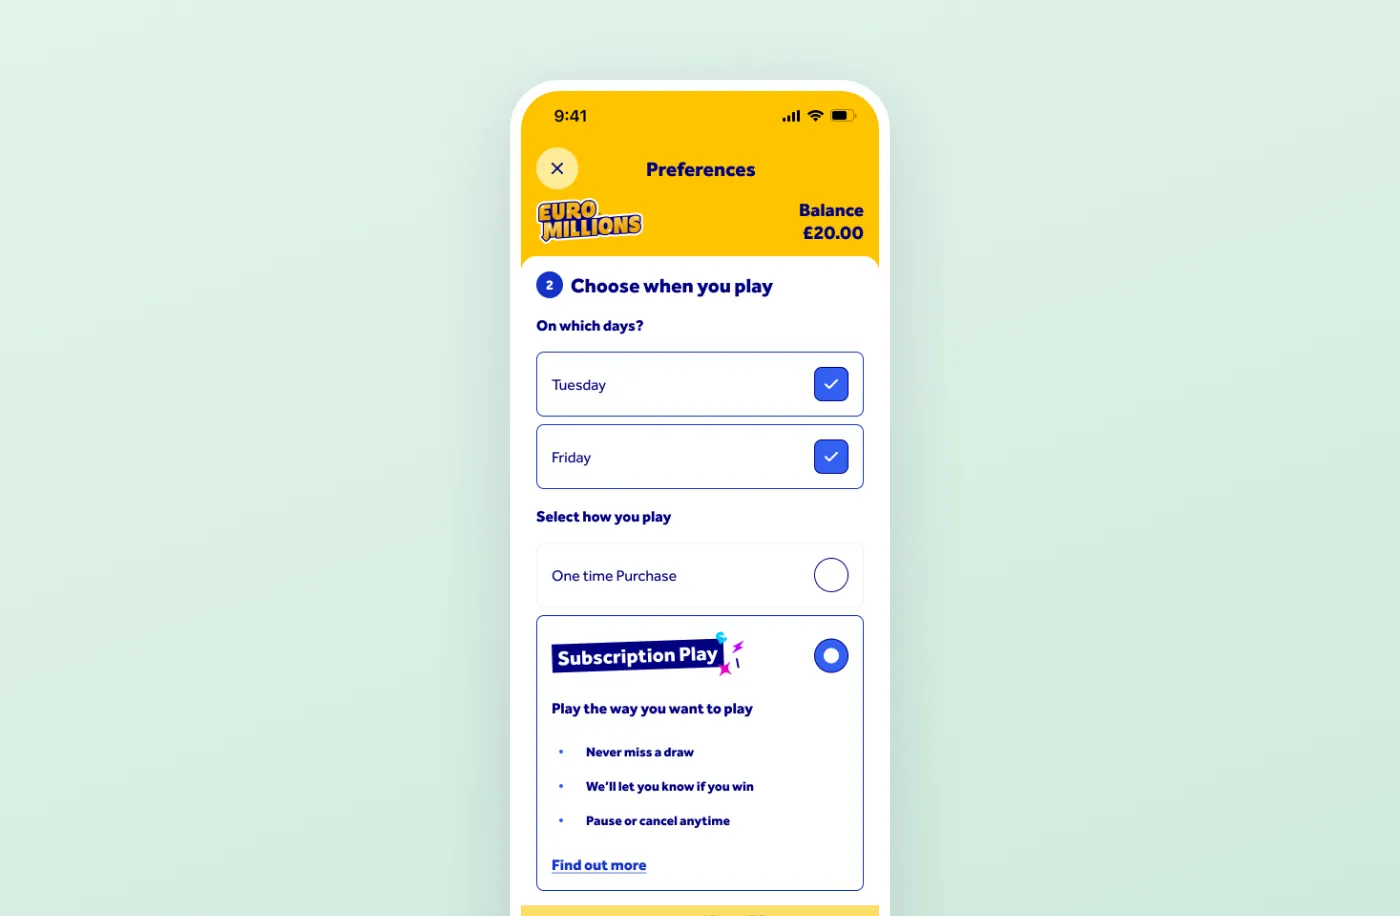 9:41
Preferences
EURO
MILLIONS
Balance
£20.00
2 Choose when you play
On which days?
Tuesday
Friday
Select how you play
One time Purchase
Subscription Play
Play the way you want to play
• Never miss a draw
• We’ll let you know if you win
• Pause or cancel anytime
Find out more